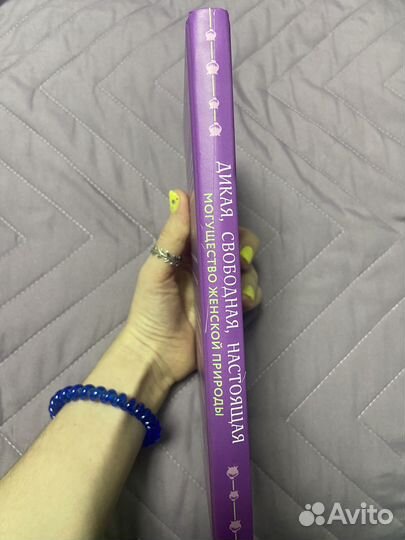 ДИКАЯ, СВОБОДНАЯ, НАСТОЯЩАЯ
МОГУЩЕСТВО ЖЕНСКОЙ ПРИРОДЫ
Avito